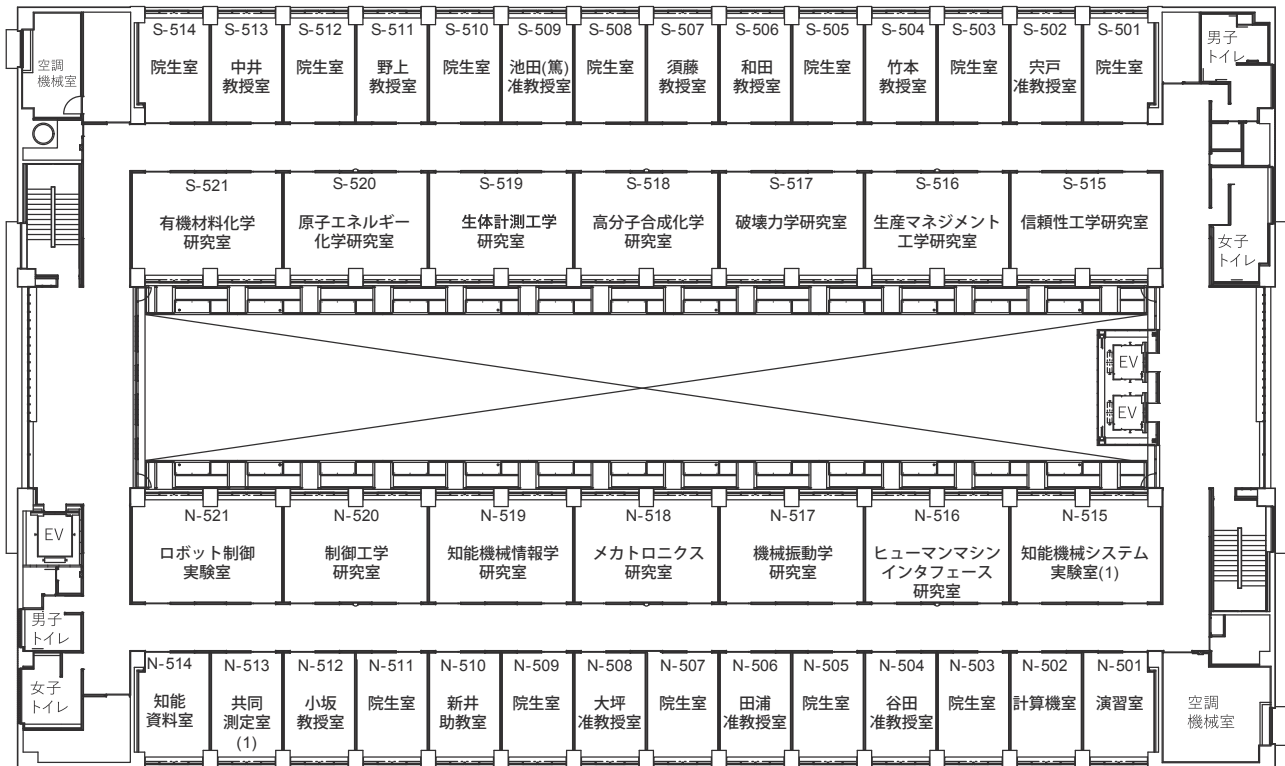 S-514
院生室
S-513
中井
教授室
S-512
院生室
S-511
野上
教授室
S-510
院生室
S-509
池田(篤)
准教授室
S-508
院生室
S-507
須藤
教授室
S-506
和田
教授室
S-505
院生室
S-504
竹本
教授室
S-503
院生室
S-502
宍戸
准教授室
S-501
院生室
空調
機械室
男子
トイレ
S-521
有機材料化学
研究室
S-520
原子エネルギー
化学研究室
S-519
生体計測工学
研究室
S-518
高分子合成化学
研究室
S-517
破壊力学研究室
S-516
生産マネジメント
工学研究室
S-515
信頼性工学研究室
女子
トイレ
EV
EV
EV
N-521
ロボット制御
実験室
N-520
制御工学
研究室
N-519
知能機械情報学
研究室
N-518
メカトロニクス
研究室
N-517
機械振動学
研究室
N-516
ヒューマンマシン
インタフェース
研究室
N-515
知能機械システム
実験室(1)
男子
トイレ
女子
トイレ
N-514
知能
資料室
N-513
共同
測定室
(1)
N-512
小坂
教授室
N-511
院生室
N-510
新井
助教室
N-509
院生室
N-508
大坪
准教授室
N-507
院生室
N-506
田浦
准教授室
N-505
院生室
N-504
谷田
准教授室
N-503
院生室
N-502
計算機室
N-501
演習室
空調
機械室